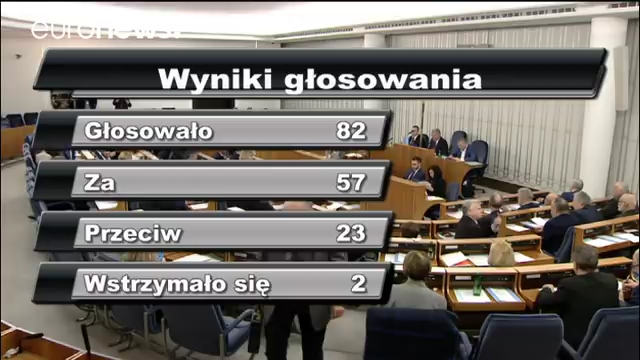 euronews.
Wyniki głosowania
Głosowało 82
Za 57
Przeciw 23
Wstrzymało się 2